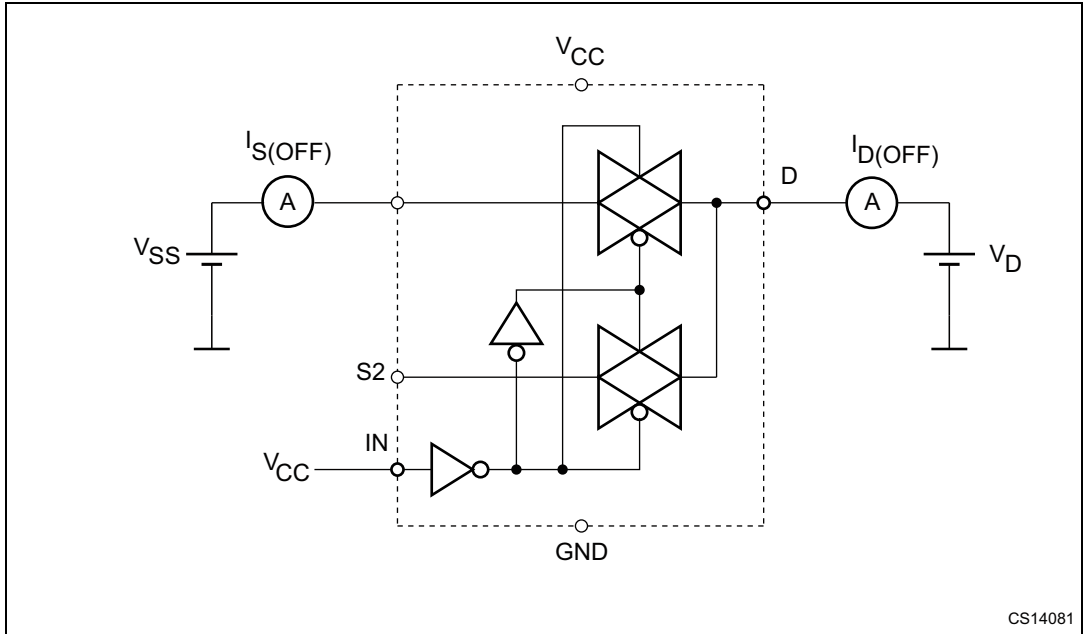 VCC
IS(OFF)
ID(OFF)
D
A
A
VSS
VD
S2
IN
VCC
GND
CS14081